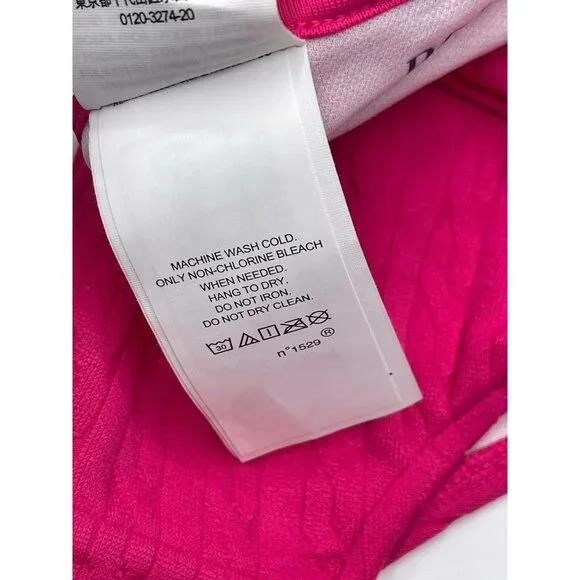 0120-3274-20
MACHINE WASH COLD.
ONLY NON-CHLORINE BLEACH
WHEN NEEDED.
HANG TO DRY.
DO NOT IRON.
DO NOT DRY CLEAN.
30
n°1529 ®